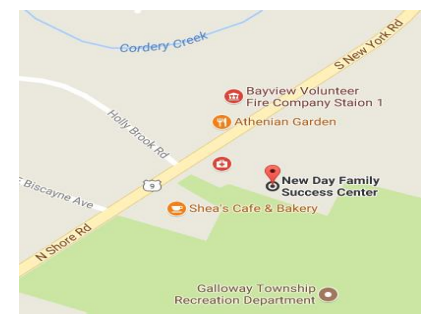 Cordery Creek
S New York Rd
Bayview Volunteer
Fire Company Staion 1
Athenian Garden
Holly Brook Rd
New Day Family
Success Center
9
E Biscayne Ave
Shea's Cafe & Bakery
N Shore Rd
Galloway Township
Recreation Department